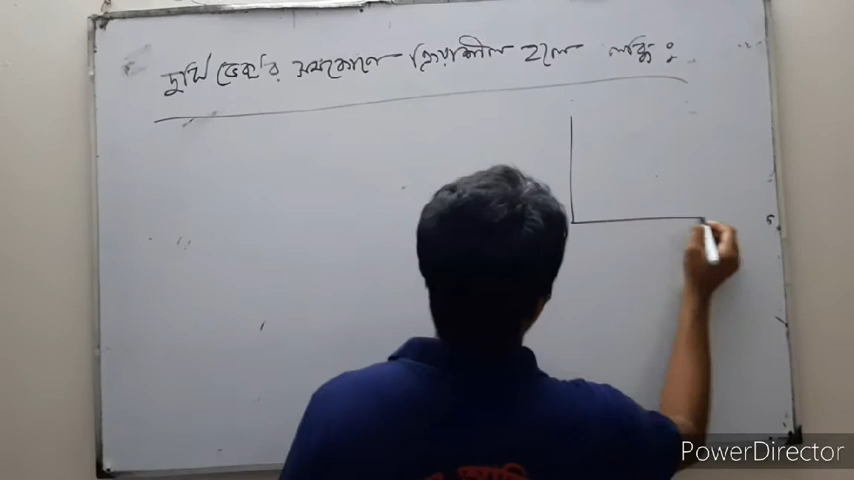 দুটি ভেক্টর সমকোণে ক্রিয়াশীল হলে লব্ধি :
PowerDirector